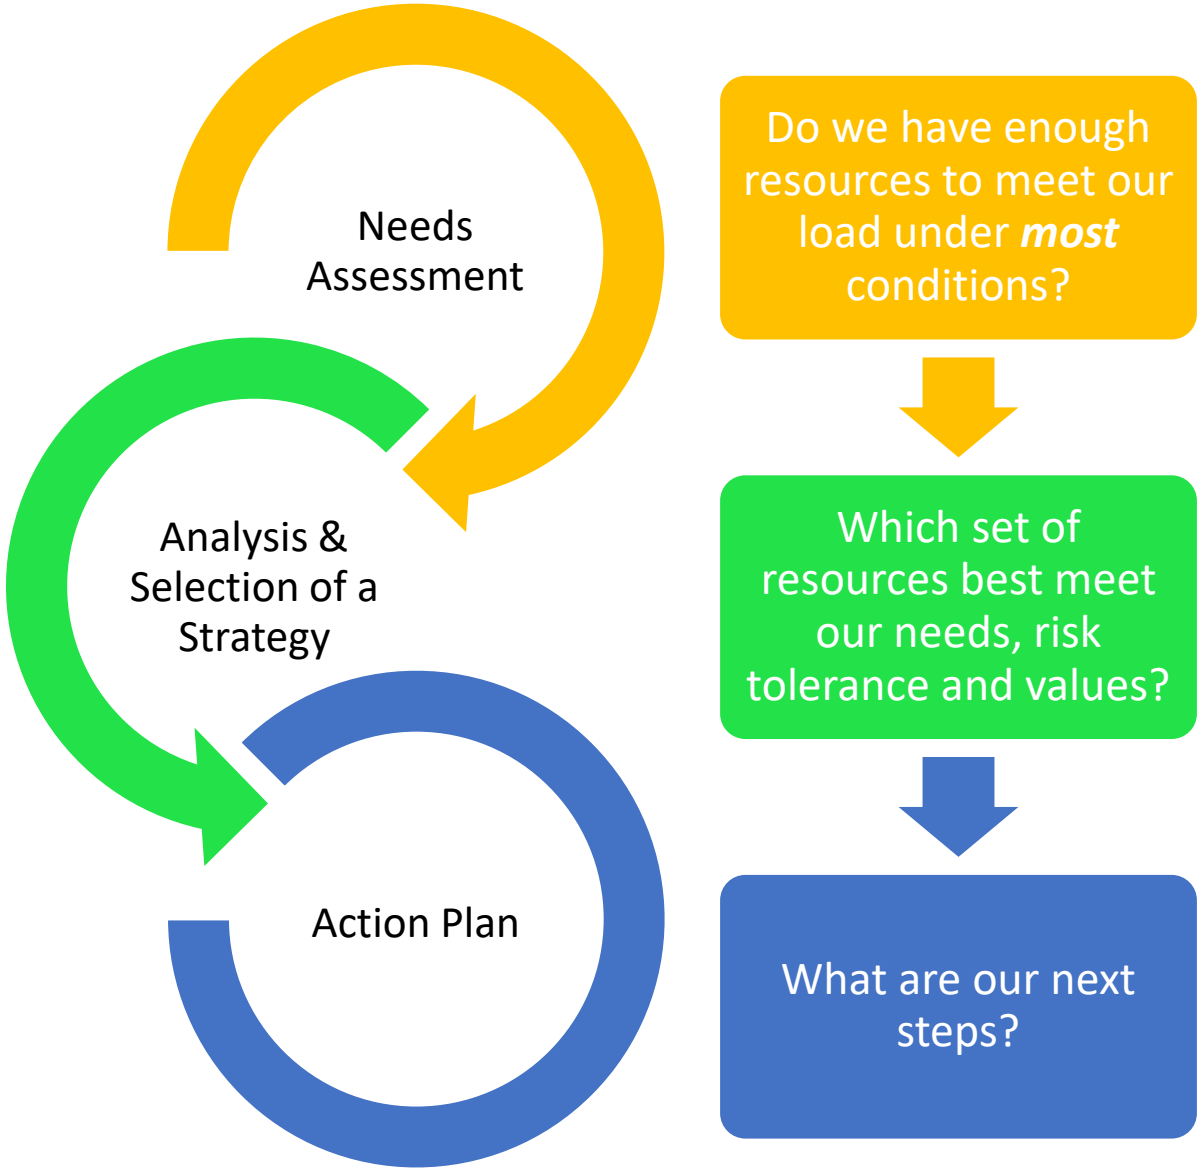 Needs
Assessment
Do we have enough
resources to meet our
load under most
conditions?
Analysis &
Selection of a
Strategy
Which set of
resources best meet
our needs, risk
tolerance and values?
Action Plan
What are our next
steps?